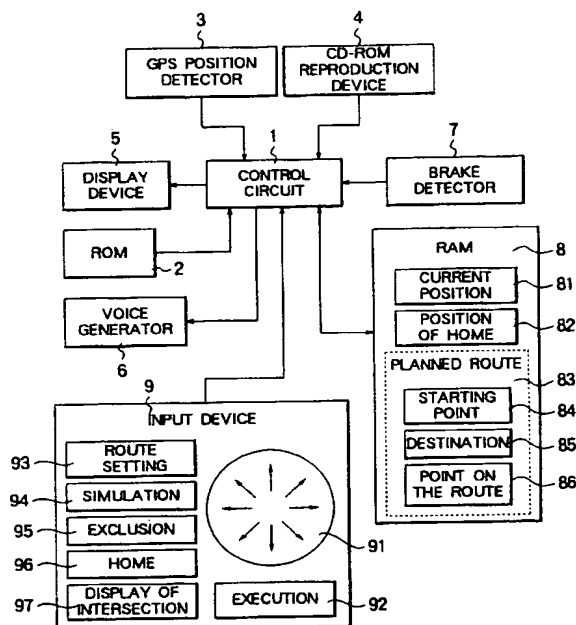 3
GPS POSITION
DETECTOR
4
CD-ROM
REPRODUCTION
DEVICE
5
DISPLAY
DEVICE
1
CONTROL
CIRCUIT
7
BRAKE
DETECTOR
ROM
2
VOICE
GENERATOR
6
RAM
8
CURRENT
POSITION
81
POSITION
OF HOME
82
PLANNED ROUTE
83
STARTING
POINT
84
DESTINATION
85
POINT ON
THE ROUTE
86
9
INPUT DEVICE
93
ROUTE
SETTING
94
SIMULATION
95
EXCLUSION
96
HOME
97
DISPLAY OF
INTERSECTION
91
EXECUTION
92